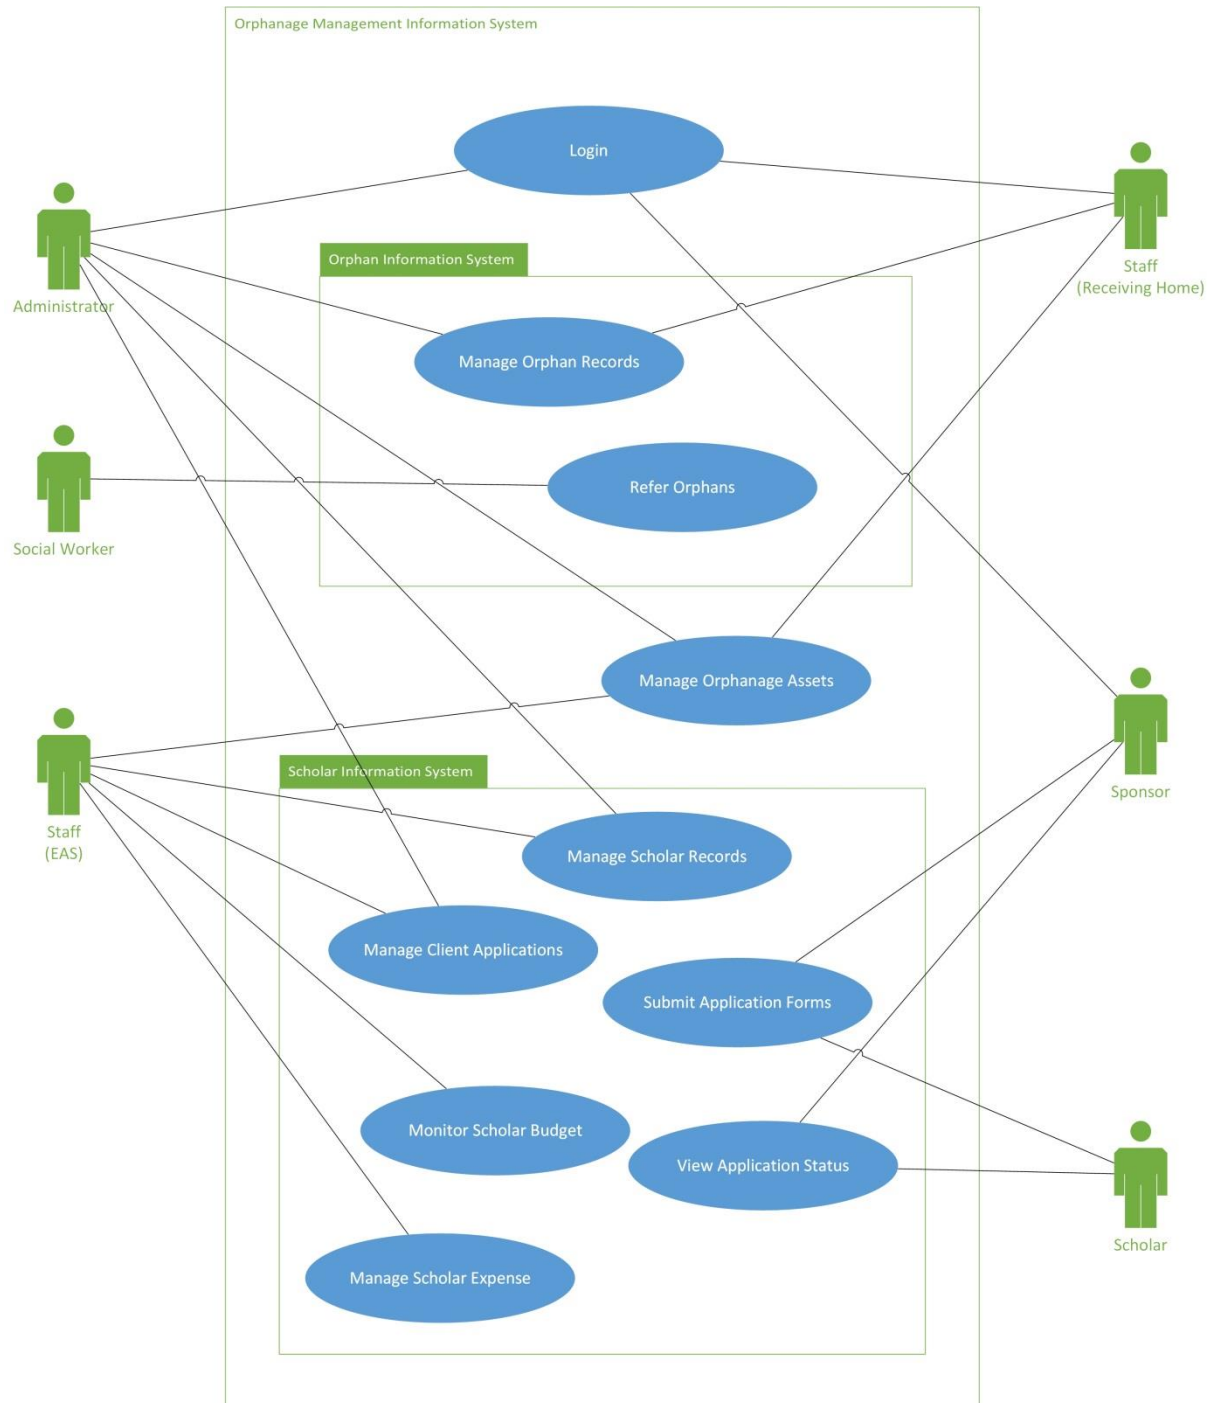 Orphanage Management Information System
Login
Orphan Information System
Administrator
Staff
(Receiving Home)
Manage Orphan Records
Refer Orphans
Social Worker
Manage Orphanage Assets
Scholar Information System
Sponsor
Staff
(EAS)
Manage Scholar Records
Manage Client Applications
Submit Application Forms
Monitor Scholar Budget
View Application Status
Scholar
Manage Scholar Expense